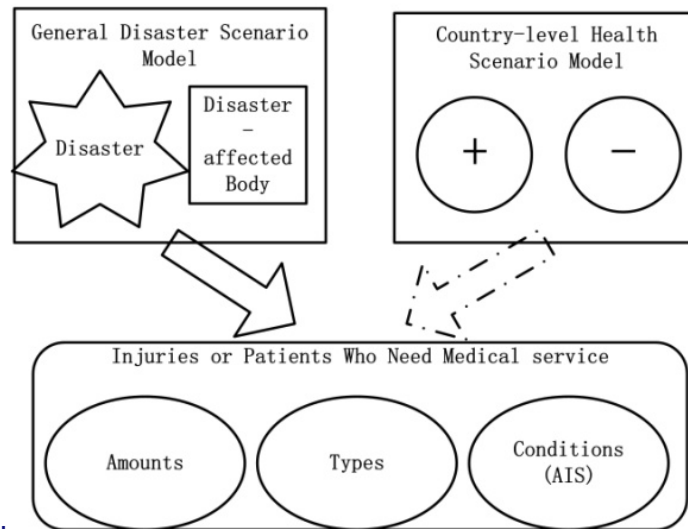 General Disaster Scenario
Model
Disaster
Disaster
-
affected
Body
Country-level Health
Scenario Model
+
-
Injuries or Patients Who Need Medical service
Amounts
Types
Conditions
(AIS)
.